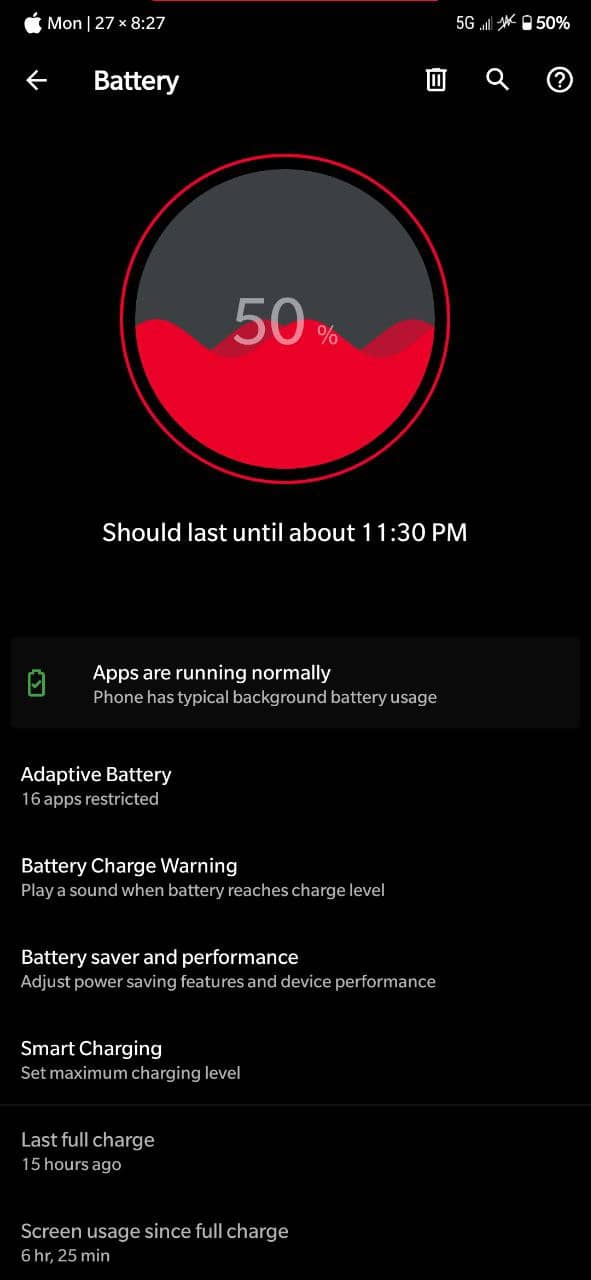 Mon | 27 × 8:27 5G 50%
Battery
50 %
Should last until about 11:30 PM
Apps are running normally
Phone has typical background battery usage
Adaptive Battery
16 apps restricted
Battery Charge Warning
Play a sound when battery reaches charge level
Battery saver and performance
Adjust power saving features and device performance
Smart Charging
Set maximum charging level
Last full charge
15 hours ago
Screen usage since full charge
6 hr, 25 min